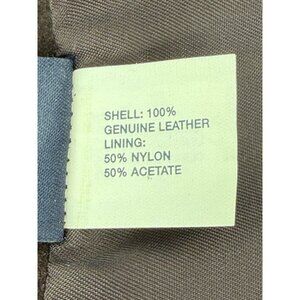 SHELL: 100%
GENUINE LEATHER
LINING:
50% NYLON
50% ACETATE